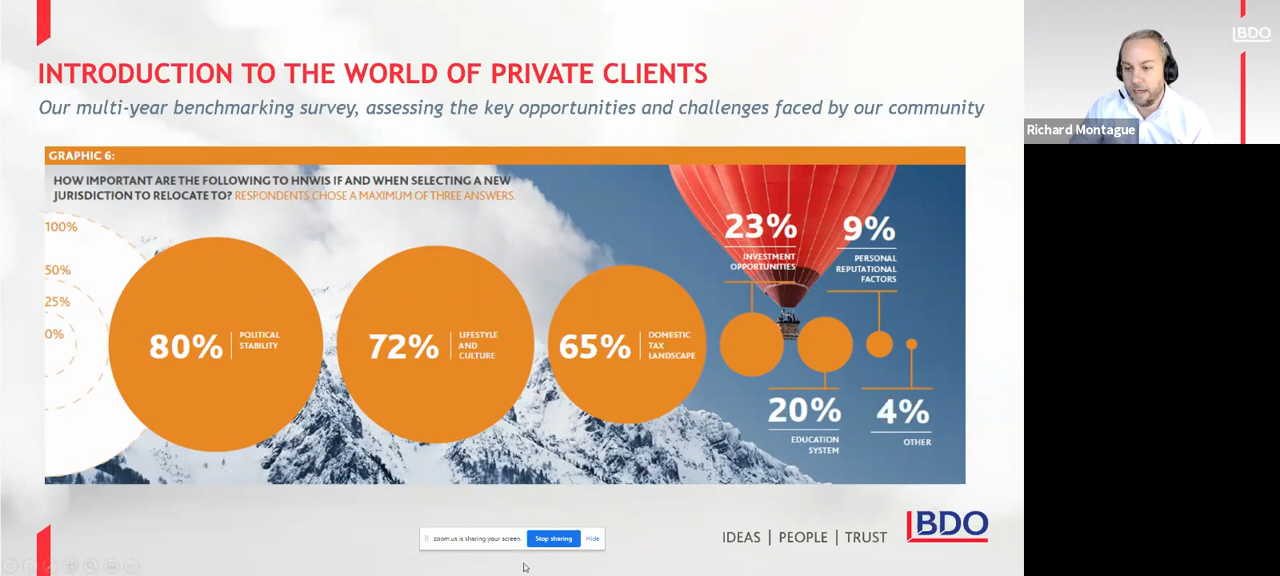 INTRODUCTION TO THE WORLD OF PRIVATE CLIENTS
Our multi-year benchmarking survey, assessing the key opportunities and challenges faced by our community
GRAPHIC 6:
HOW IMPORTANT ARE THE FOLLOWING TO HNWIS IF AND WHEN SELECTING A NEW
JURISDICTION TO RELOCATE TO? RESPONDENTS CHOSE A MAXIMUM OF THREE ANSWERS.
100%
50%
25%
0%
80%
POLITICAL
STABILITY
72%
LIFESTYLE
AND
CULTURE
65%
DOMESTIC
TAX
LANDSCAPE
23%
INVESTMENT
OPPORTUNITIES
9%
PERSONAL
REPUTATIONAL
FACTORS
20%
EDUCATION
SYSTEM
4%
OTHER
zoom.us is sharing your screen.
Stop sharing
Hide
IDEAS | PEOPLE | TRUST
BDO
BDO
Richard Montague